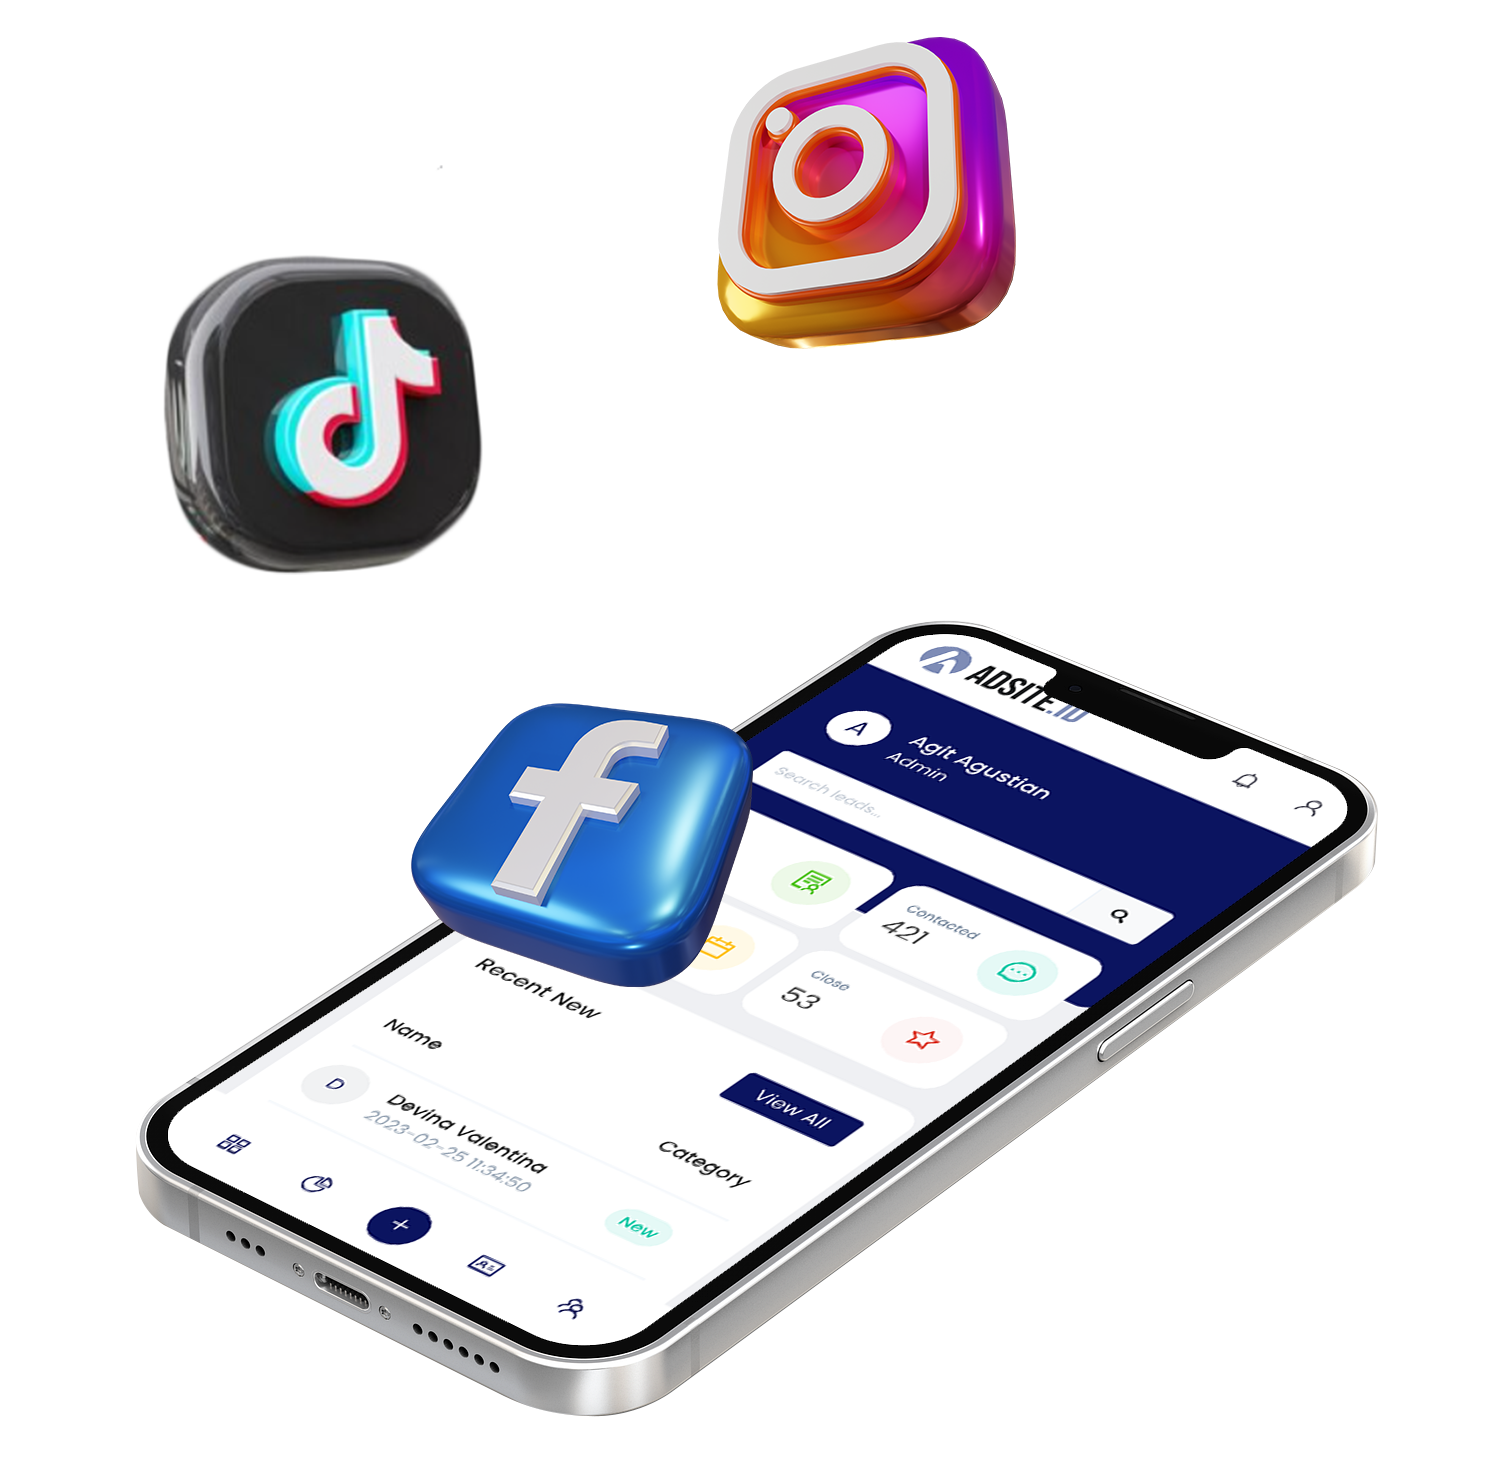 ADSITE.ID
A
Agit Agustian
Admin
Search leads...
Contacted
421
Close
53
Recent New
View All
Name
Category
D
Devina Valentina
2023-02-25 11:34:50
New